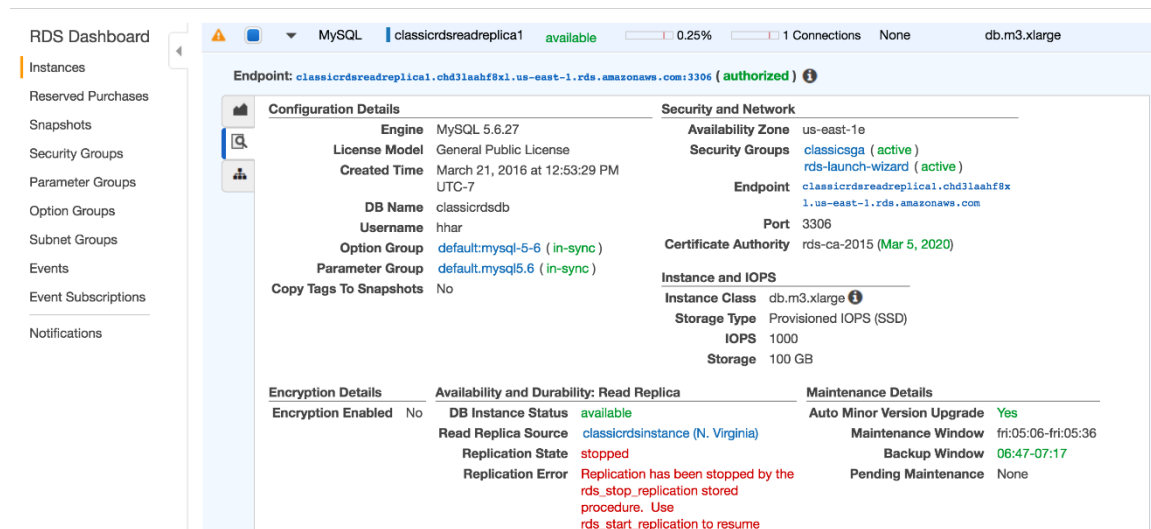 RDS Dashboard
Instances
Reserved Purchases
Snapshots
Security Groups
Parameter Groups
Option Groups
Subnet Groups
Events
Event Subscriptions
Notifications
MySQL classicrdsreadreplica1 available 0.25% 1 Connections None db.m3.xlarge
Endpoint: classicrdsreadreplica1.chd3laahf8xl.us-east-1.rds.amazonaws.com:3306 ( authorized )
Configuration Details
Engine MySQL 5.6.27
License Model General Public License
Created Time March 21, 2016 at 12:53:29 PM
UTC-7
DB Name classicrdsdb
Username hhar
Option Group default:mysql-5-6 ( in-sync )
Parameter Group default.mysql5.6 ( in-sync )
Copy Tags To Snapshots No
Security and Network
Availability Zone us-east-1e
Security Groups classicsga ( active )
rds-launch-wizard ( active )
Endpoint classicrdsreadreplica1.chd3laahf8x
l.us-east-1.rds.amazonaws.com
Port 3306
Certificate Authority rds-ca-2015 (Mar 5, 2020)
Instance and IOPS
Instance Class db.m3.xlarge
Storage Type Provisioned IOPS (SSD)
IOPS 1000
Storage 100 GB
Encryption Details
Encryption Enabled No
Availability and Durability: Read Replica
DB Instance Status available
Read Replica Source classicrdsinstance (N. Virginia)
Replication State stopped
Replication Error Replication has been stopped by the
rds_stop_replication stored
procedure. Use
rds_start_replication to resume
Maintenance Details
Auto Minor Version Upgrade Yes
Maintenance Window fri:05:06-fri:05:36
Backup Window 06:47-07:17
Pending Maintenance None